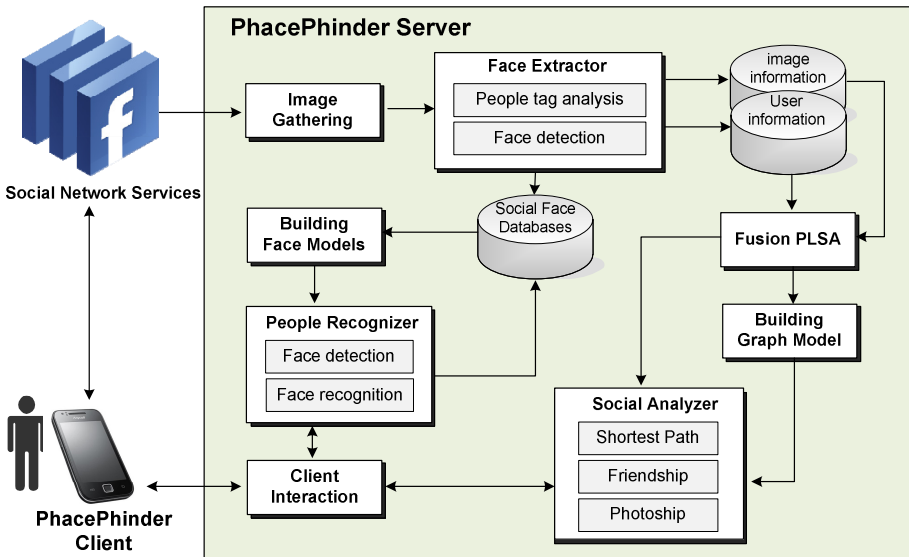 PhacePhinder Server
f
Social Network Services
Image
Gathering
Face Extractor
People tag analysis
Face detection
image
information
User
information
Social Face
Databases
Building
Face Models
Fusion PLSA
People Recognizer
Face detection
Face recognition
Building
Graph Model
Social Analyzer
Shortest Path
Friendship
Photoship
Client
Interaction
PhacePhinder
Client